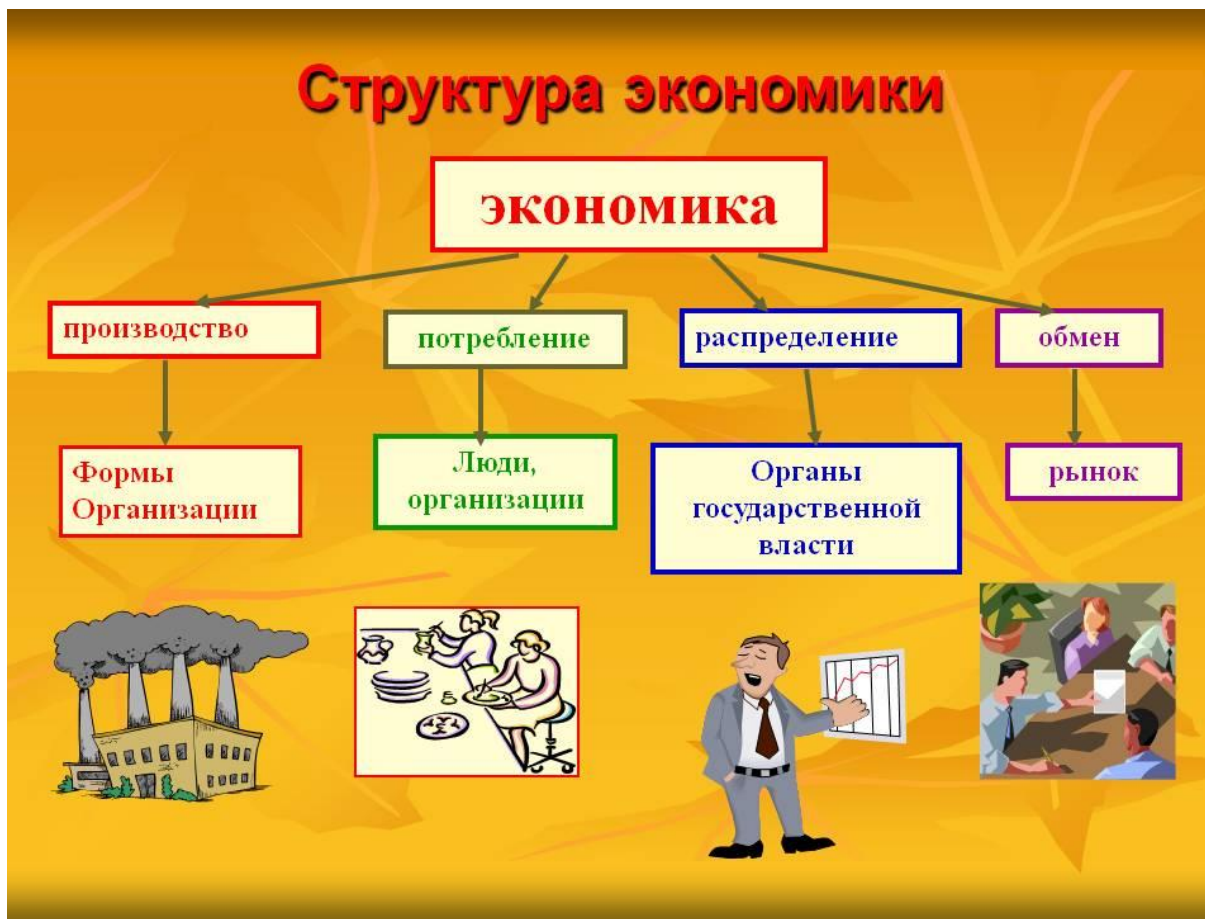 Структура экономики
экономика
производство
потребление
распределение
обмен
Формы
Организации
Люди,
организации
Органы
государственной
власти
рынок